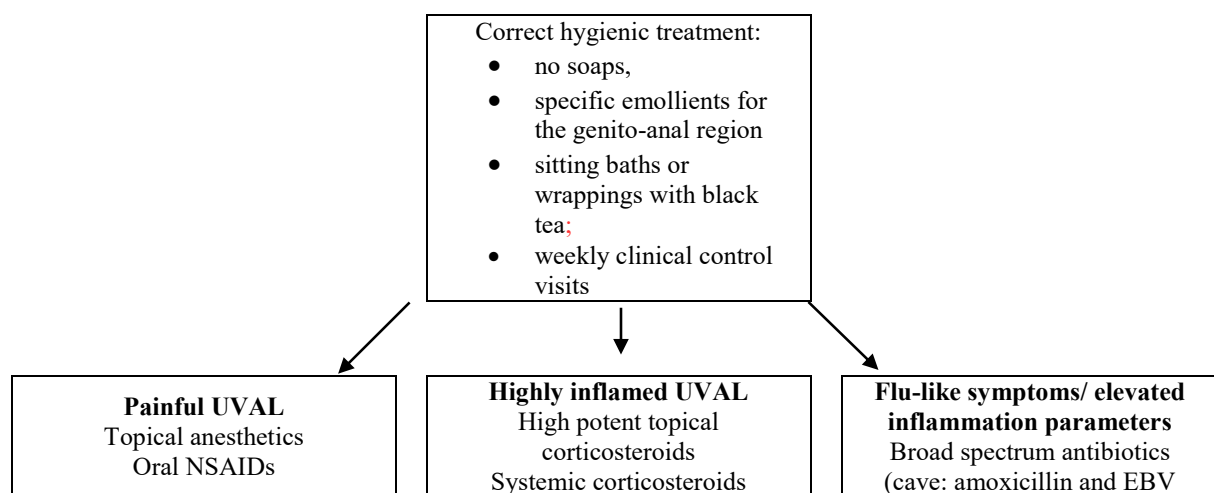 Correct hygienic treatment:
• no soaps,
• specific emollients for
the genito-anal region
• sitting baths or
wrappings with black
tea;
• weekly clinical control
visits
Painful UVAL
Topical anesthetics
Oral NSAIDs
Highly inflamed UVAL
High potent topical
corticosteroids
Systemic corticosteroids
Flu-like symptoms/ elevated
inflammation parameters
Broad spectrum antibiotics
(cave: amoxicillin and EBV